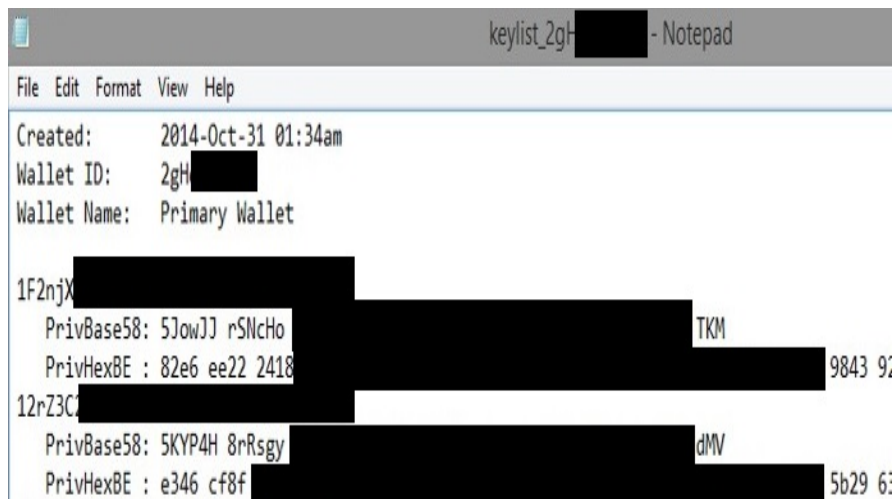 keylist_2gH - Notepad
File Edit Format View Help
Created: 2014-Oct-31 01:34am
Wallet ID: 2gH
Wallet Name: Primary Wallet
1F2njX
PrivBase58: 5JowJJ rSNcHo TKM
PrivHexBE : 82e6 ee22 2418 9843 92
12rZ3C
PrivBase58: 5KYP4H 8rRsgy dMV
PrivHexBE : e346 cf8f 5b29 63